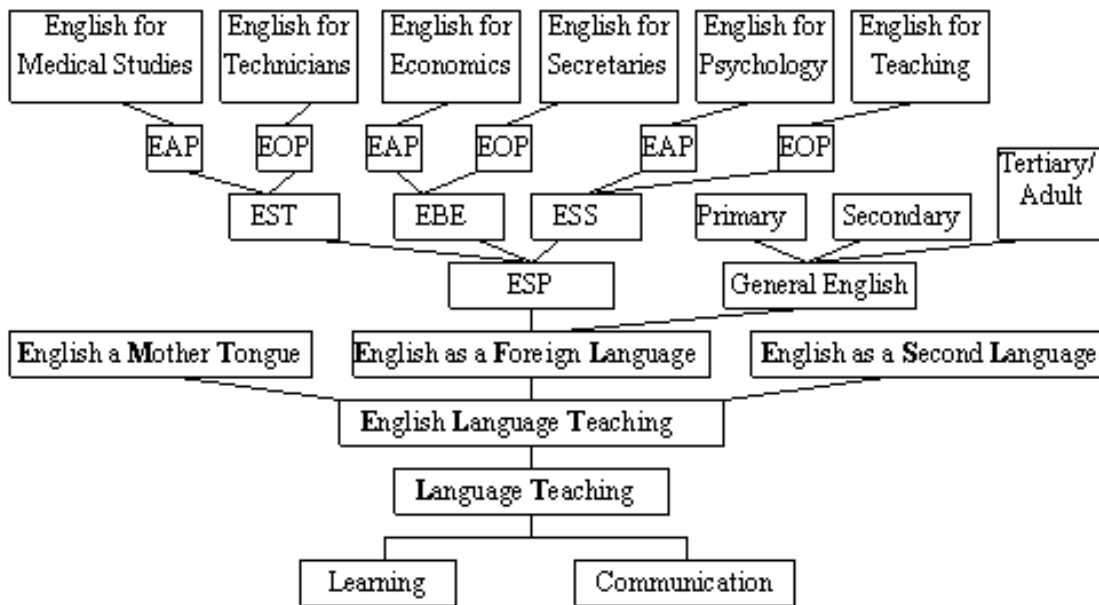 English for
Medical Studies
English for
Technicians
English for
Economics
English for
Secretaries
English for
Psychology
English for
Teaching
EAP
EOP
EAP
EOP
EAP
EOP
EST
EBE
ESS
Primary
Secondary
Tertiary/
Adult
ESP
General English
English a Mother Tongue
English as a Foreign Language
English as a Second Language
English Language Teaching
Language Teaching
Learning
Communication